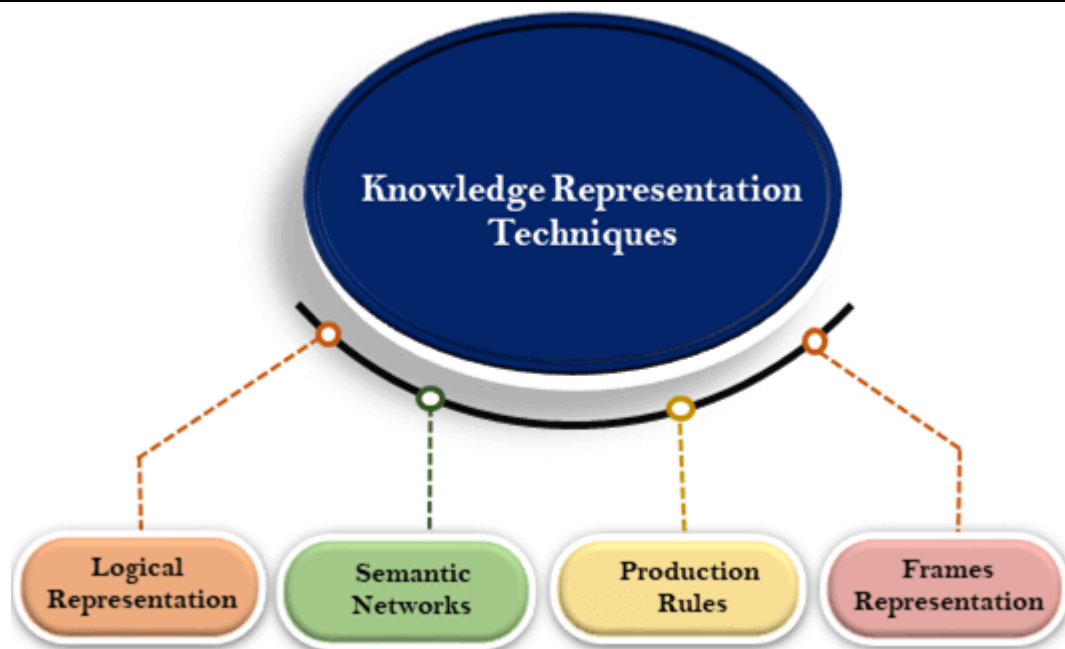 Knowledge Representation
Techniques
Logical
Representation
Semantic
Networks
Production
Rules
Frames
Representation